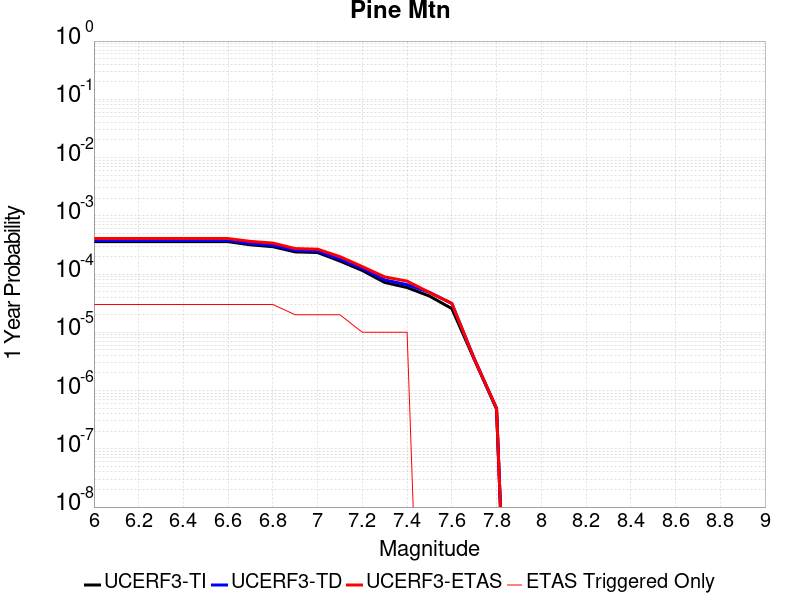 Pine Mtn
10^0
10^-1
10^-2
10^-3
10^-4
10^-5
10^-6
10^-7
10^-8
1 Year Probability
6 6.2 6.4 6.6 6.8 7 7.2 7.4 7.6 7.8 8 8.2 8.4 8.6 8.8 9
Magnitude
UCERF3-TI UCERF3-TD UCERF3-ETAS ETAS Triggered Only